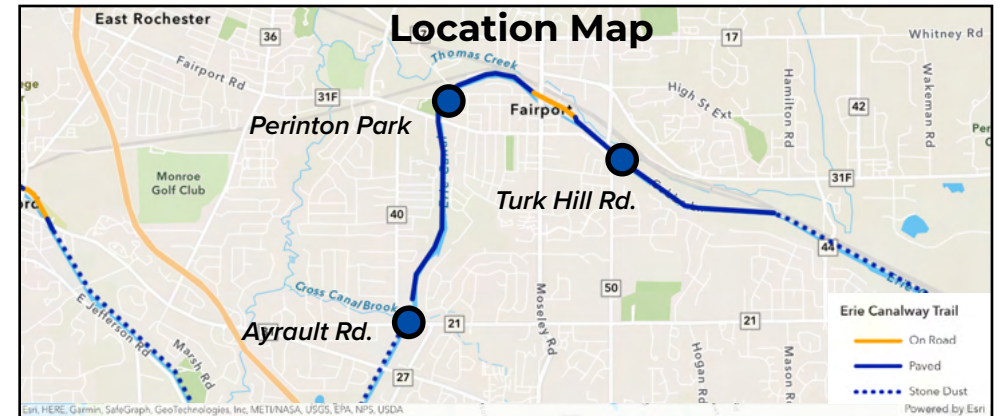 Location Map
East Rochester
36
17
Whitney Rd
Thomas Creek
Fairport Rd
31F
High St Ext
Hamilton Rd
Wakeman Rd
42
Perinton Park
Fairport
Monroe
Golf Club
Erie Canal
Turk Hill Rd.
31F
40
44
Cross Canal Brook
50
Moseley Rd
Erie Canalway Trail
On Road
Paved
Stone Dust
E Jefferson Rd
Marsh Rd
Ayrault Rd.
21
21
27
Hogan Rd
Mason R
Esri, HERE, Garmin, SafeGraph, GeoTechnologies, Inc, METI/NASA, USGS, EPA, NPS, USDA
Powered by Esri